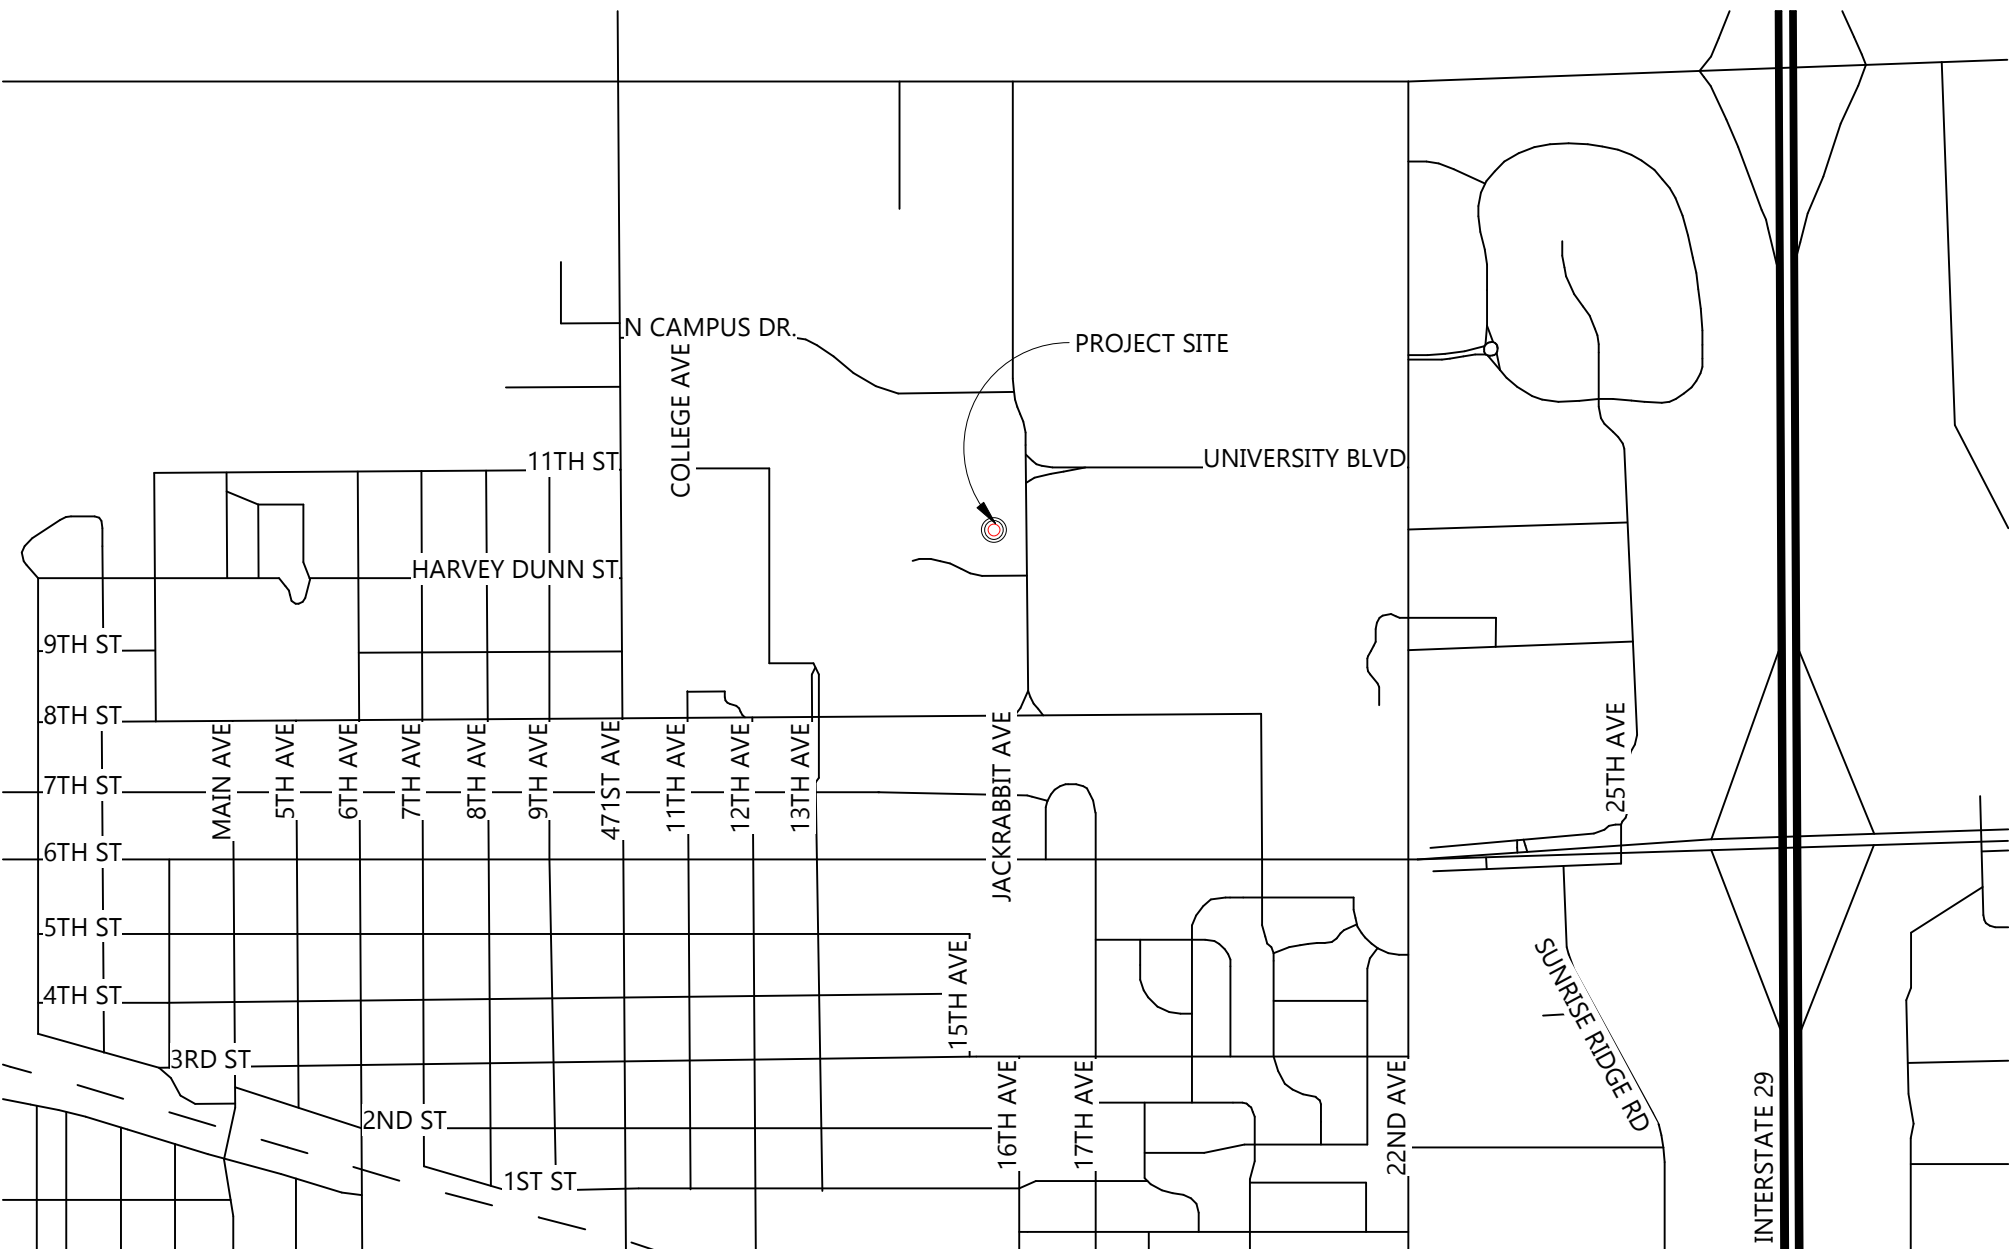 N CAMPUS DR.
PROJECT SITE
COLLEGE AVE
11TH ST
UNIVERSITY BLVD
HARVEY DUNN ST
9TH ST
8TH ST
MAIN AVE
5TH AVE
6TH AVE
7TH AVE
8TH AVE
9TH AVE
471ST AVE
11TH AVE
12TH AVE
13TH AVE
JACKRABBIT AVE
25TH AVE
7TH ST
6TH ST
5TH ST
15TH AVE
SUNRISE RIDGE RD
4TH ST
3RD ST
16TH AVE
17TH AVE
22ND AVE
INTERSTATE 29
2ND ST
1ST ST